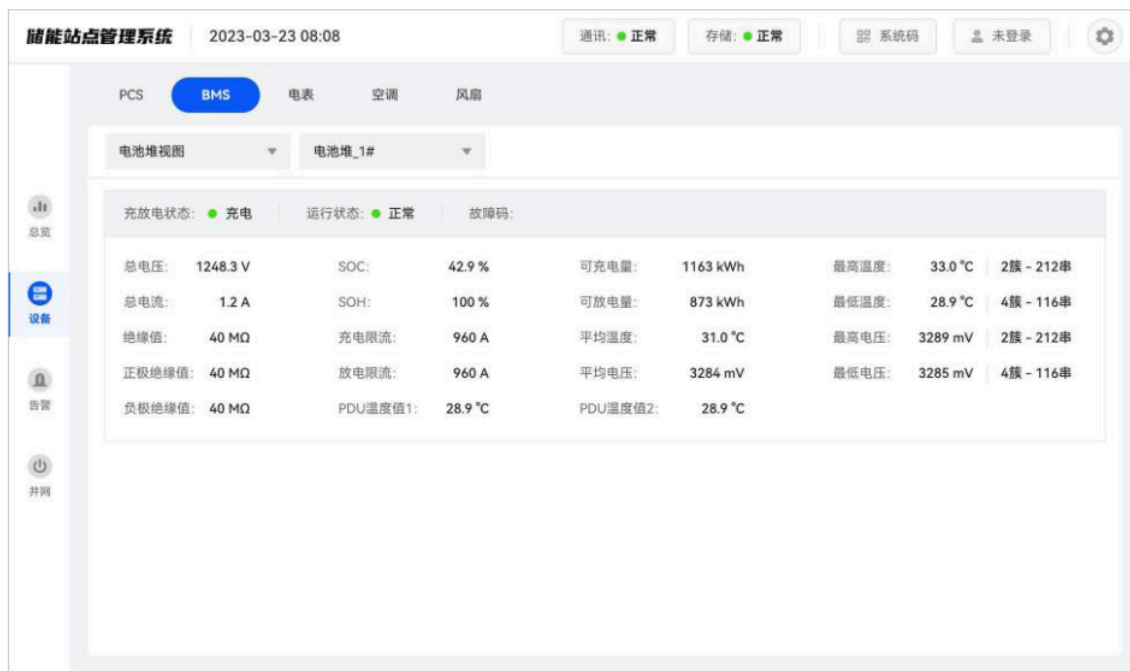 储能站点管理系统 2023-03-23 08:08 通讯: 正常 存储: 正常 系统码 未登录
PCS BMS 电表 空调 风扇
电池堆视图 电池堆_1#
充放电状态: 充电 运行状态: 正常 故障码:
总电压: 1248.3 V SOC: 42.9 % 可充电量: 1163 kWh 最高温度: 33.0 ℃ 2簇 - 212串
总电流: 1.2 A SOH: 100 % 可放电量: 873 kWh 最低温度: 28.9 ℃ 4簇 - 116串
绝缘值: 40 MΩ 充电限流: 960 A 平均温度: 31.0 ℃ 最高电压: 3289 mV 2簇 - 212串
正极绝缘值: 40 MΩ 放电限流: 960 A 平均电压: 3284 mV 最低电压: 3285 mV 4簇 - 116串
负极绝缘值: 40 MΩ PDU温度值1: 28.9 ℃ PDU温度值2: 28.9 ℃
总览
设备
告警
并网